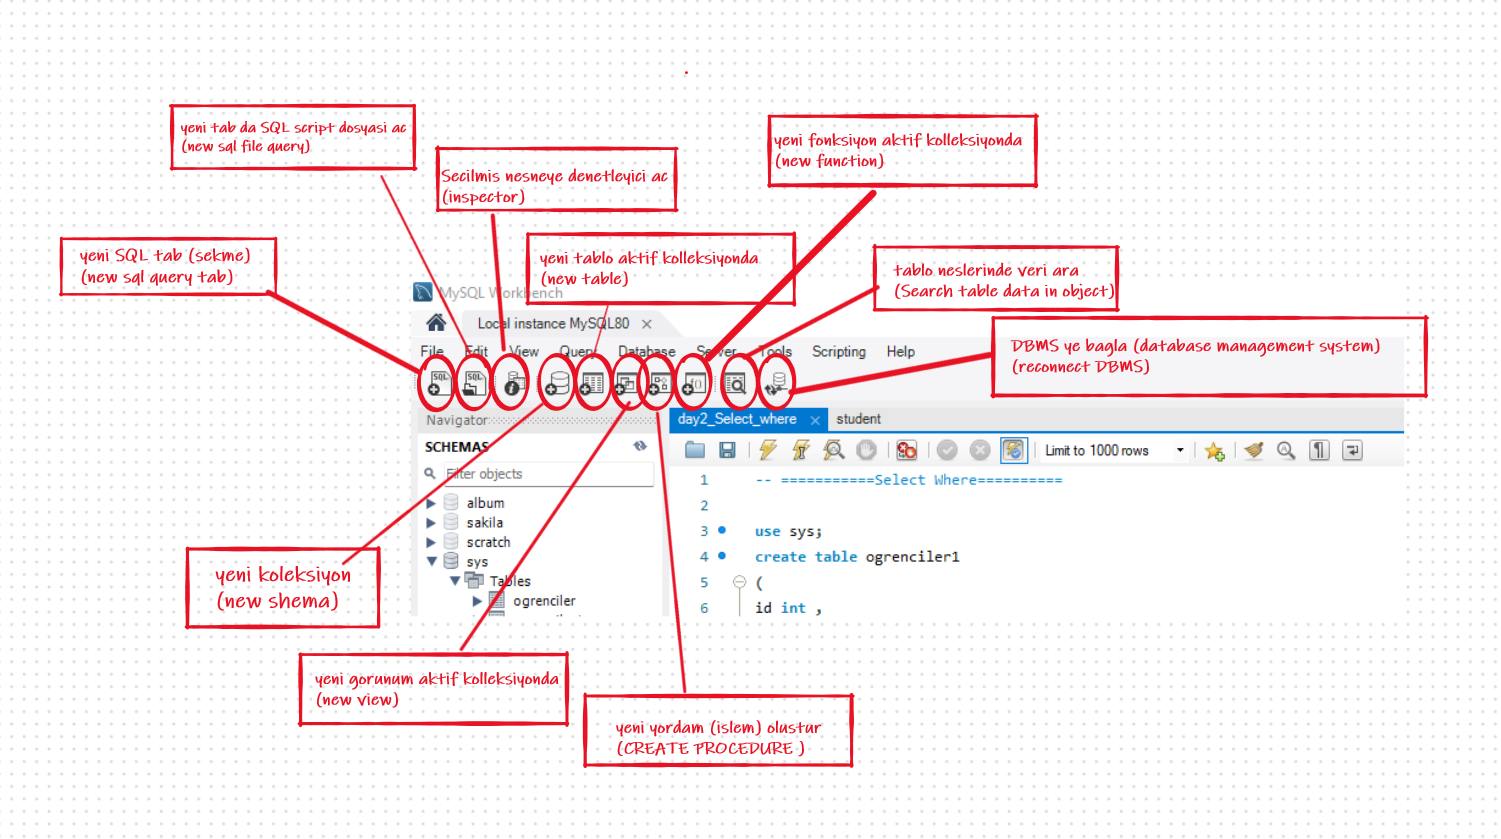 yeni tab da SQL script dosyasi ac
(new sql file query)
Secilmis nesneye denetleyici ac
(inspector)
yeni fonksiyon aktif kolleksiyonda
(new function)
yeni SQL tab (sekme)
(new sql query tab)
yeni tablo aktif kolleksiyonda
(new table)
tablo neslerinde veri ara
(Search table data in object)
DBMS ye bagla (database management system)
(reconnect DBMS)
MySQL Workbench
Local instance MySQL80
File Edit View Query Database Server Tools Scripting Help
SQL SQL
Navigator
SCHEMAS
Filter objects
album
sakila
scratch
sys
Tables
ogrenciler
day2_Select_where student
Limit to 1000 rows
1 -- ===========Select Where==========
2
3 use sys;
4 create table ogrenciler1
5 (
6 id int ,
yeni koleksiyon
(new shema)
yeni gorunum aktif kolleksiyonda
(new view)
yeni yordam (islem) olustur
(CREATE PROCEDURE )